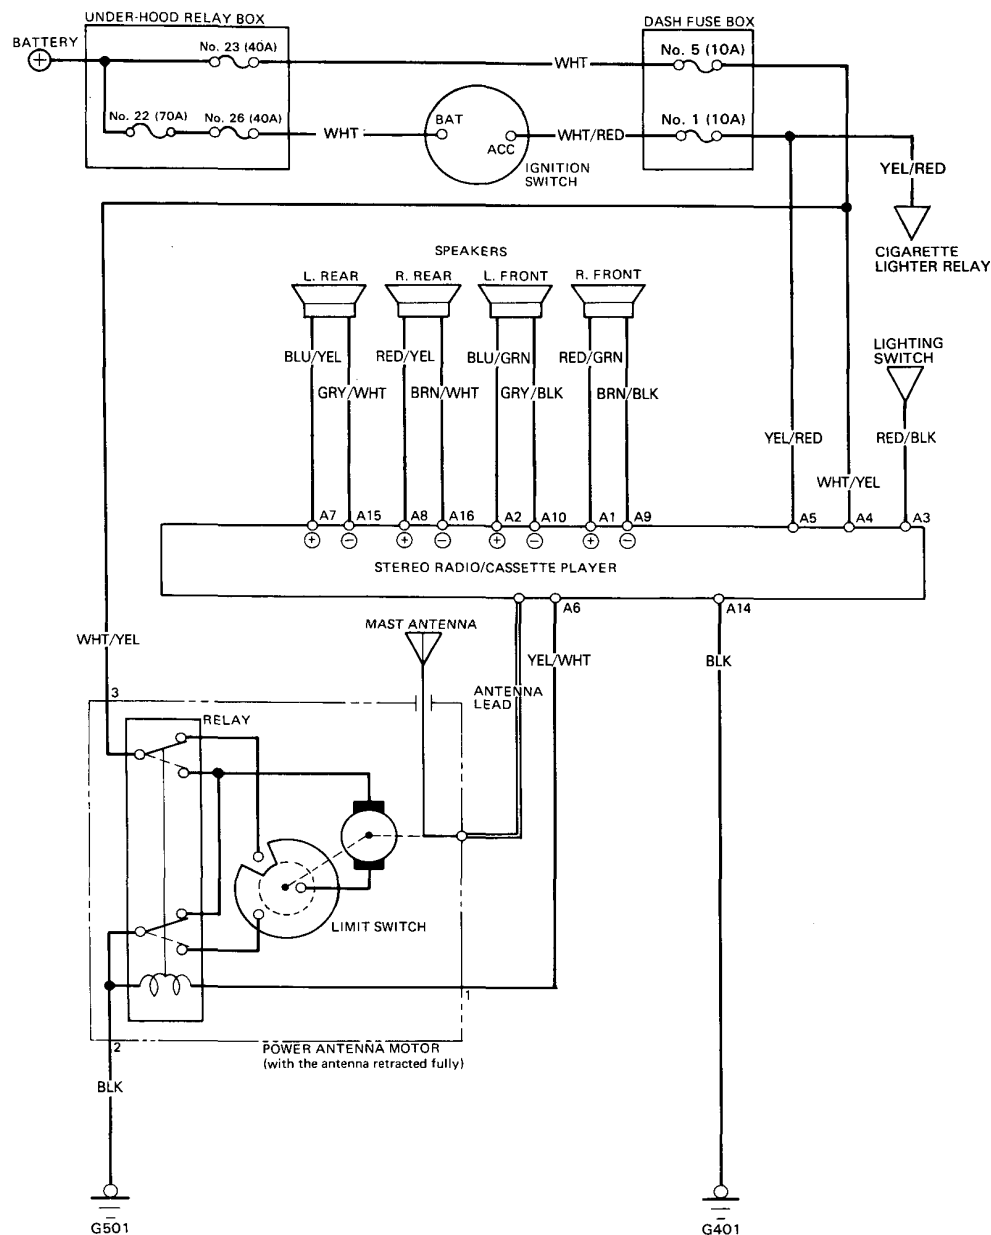 UNDER-HOOD RELAY BOX
DASH FUSE BOX
BATTERY
No. 23 (40A)
No. 5 (10A)
WHT
No. 22 (70A)
No. 26 (40A)
BAT
No. 1 (10A)
WHT
WHT/RED
ACC
IGNITION
SWITCH
YEL/RED
SPEAKERS
CIGARETTE
LIGHTER RELAY
L. REAR
R. REAR
L. FRONT
R. FRONT
LIGHTING
SWITCH
BLU/YEL
RED/YEL
BLU/GRN
RED/GRN
GRY/WHT
BRN/WHT
GRY/BLK
BRN/BLK
YEL/RED
RED/BLK
WHT/YEL
A7
A15
A8
A16
A2
A10
A1
A9
A5
A4
A3
STEREO RADIO/CASSETTE PLAYER
A6
A14
MAST ANTENNA
WHT/YEL
YEL/WHT
BLK
ANTENNA
LEAD
3
RELAY
LIMIT SWITCH
1
2
POWER ANTENNA MOTOR
(with the antenna retracted fully)
BLK
G501
G401